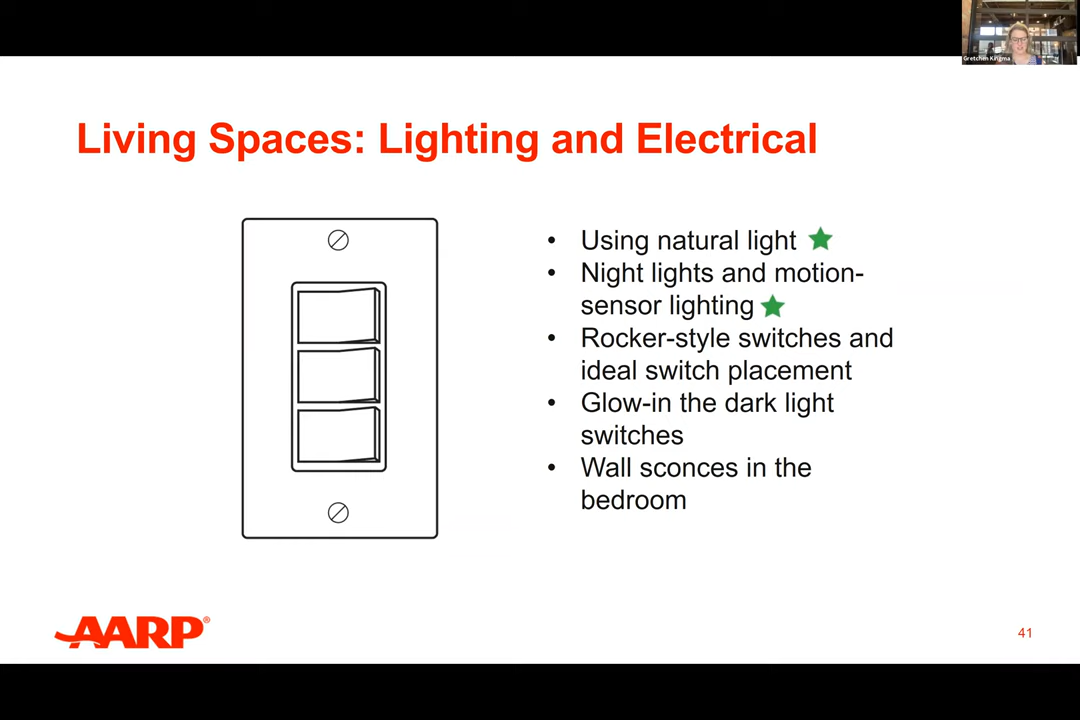 Gretchen Kingma
Living Spaces: Lighting and Electrical
• Using natural light
• Night lights and motion-
sensor lighting
• Rocker-style switches and
ideal switch placement
• Glow-in the dark light
switches
• Wall sconces in the
bedroom
AARP®
41